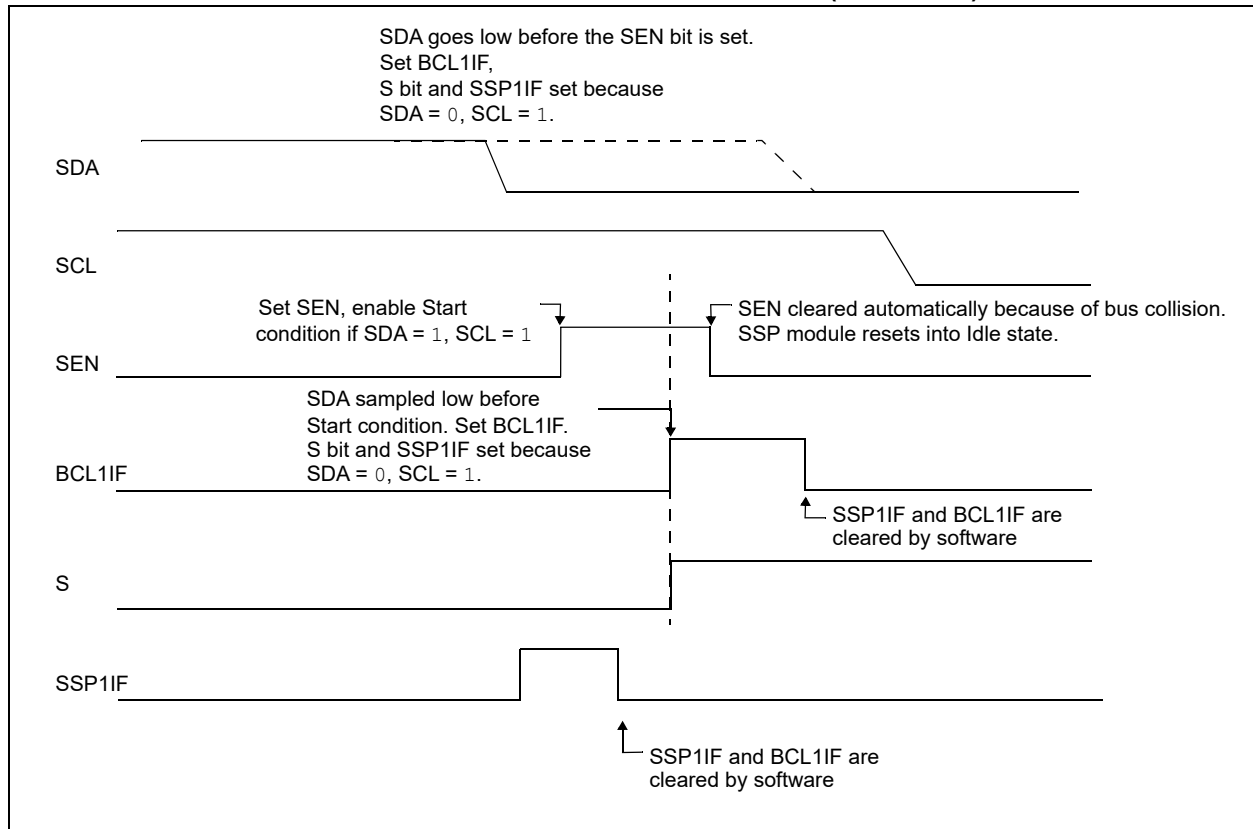 SDA goes low before the SEN bit is set.
Set BCL1IF,
S bit and SSP1IF set because
SDA = 0, SCL = 1.
SDA
SCL
Set SEN, enable Start
condition if SDA = 1, SCL = 1
SEN cleared automatically because of bus collision.
SSP module resets into Idle state.
SEN
SDA sampled low before
Start condition. Set BCL1IF.
S bit and SSP1IF set because
SDA = 0, SCL = 1.
BCL1IF
SSP1IF and BCL1IF are
cleared by software
S
SSP1IF
SSP1IF and BCL1IF are
cleared by software